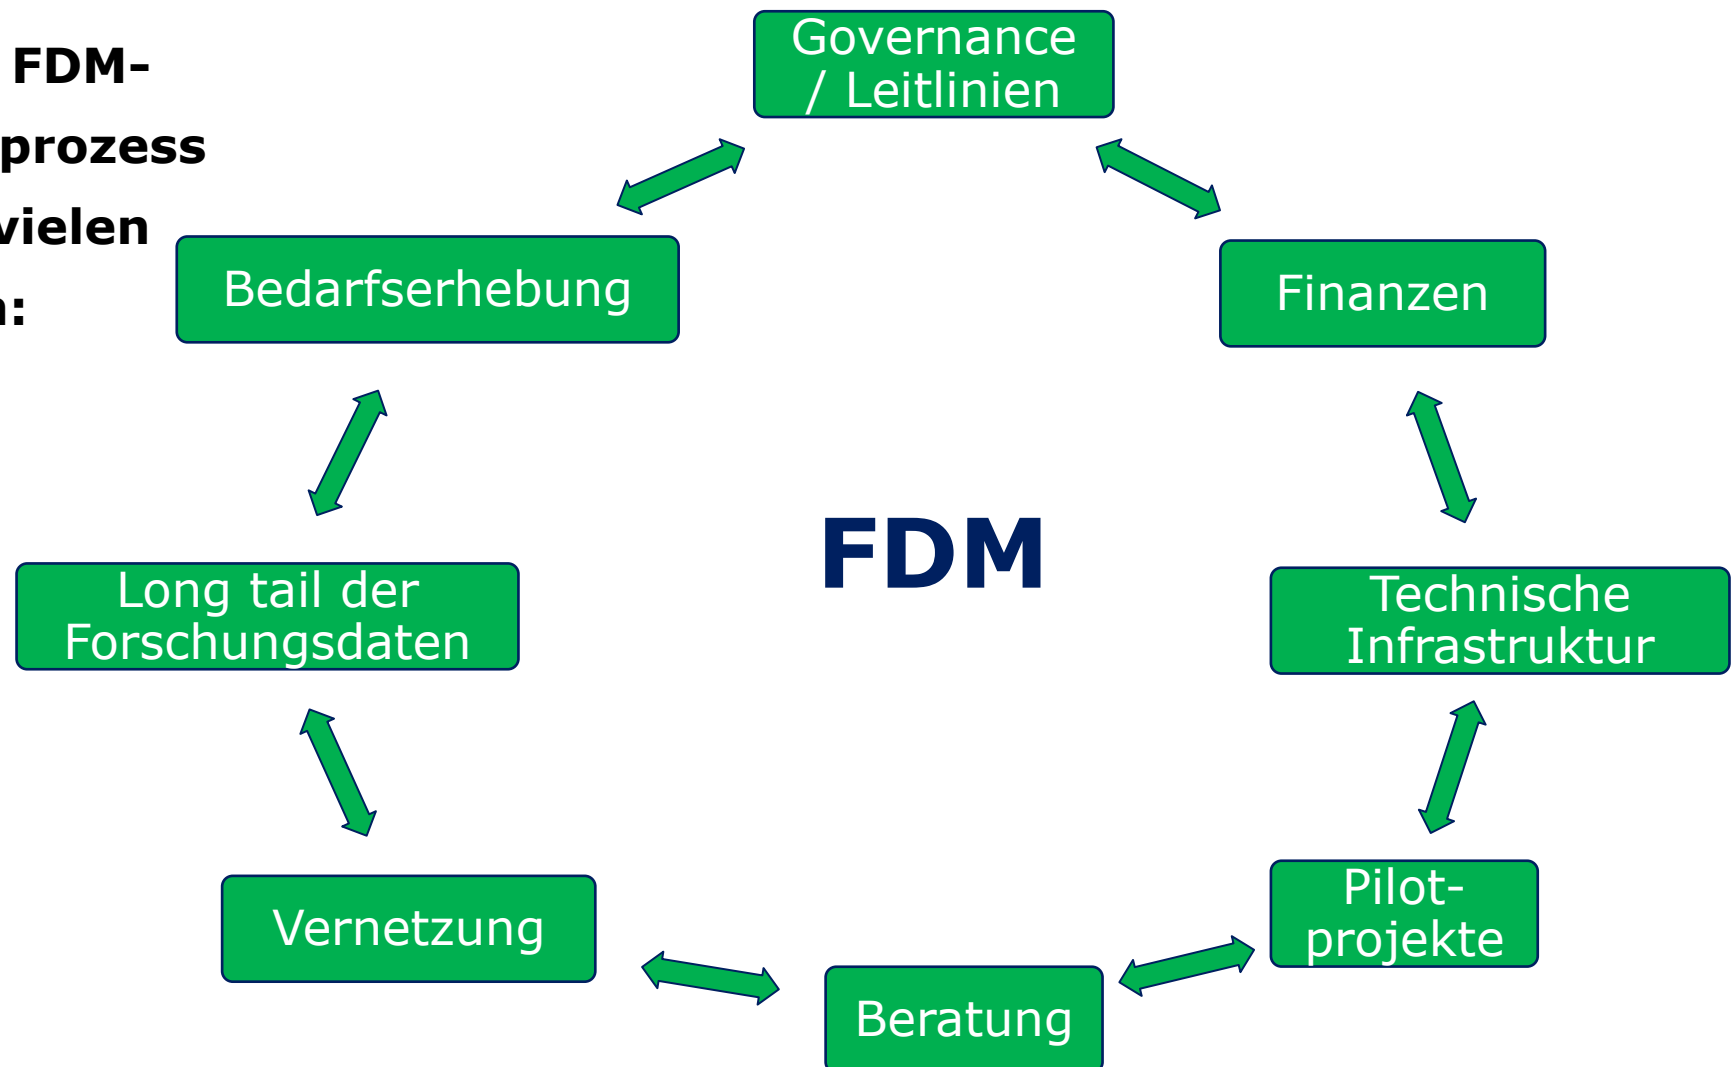 FDM-
prozess
vielen
:
Governance
/ Leitlinien
Bedarfserhebung
Finanzen
FDM
Long tail der
Forschungsdaten
Technische
Infrastruktur
Vernetzung
Pilot-
projekte
Beratung